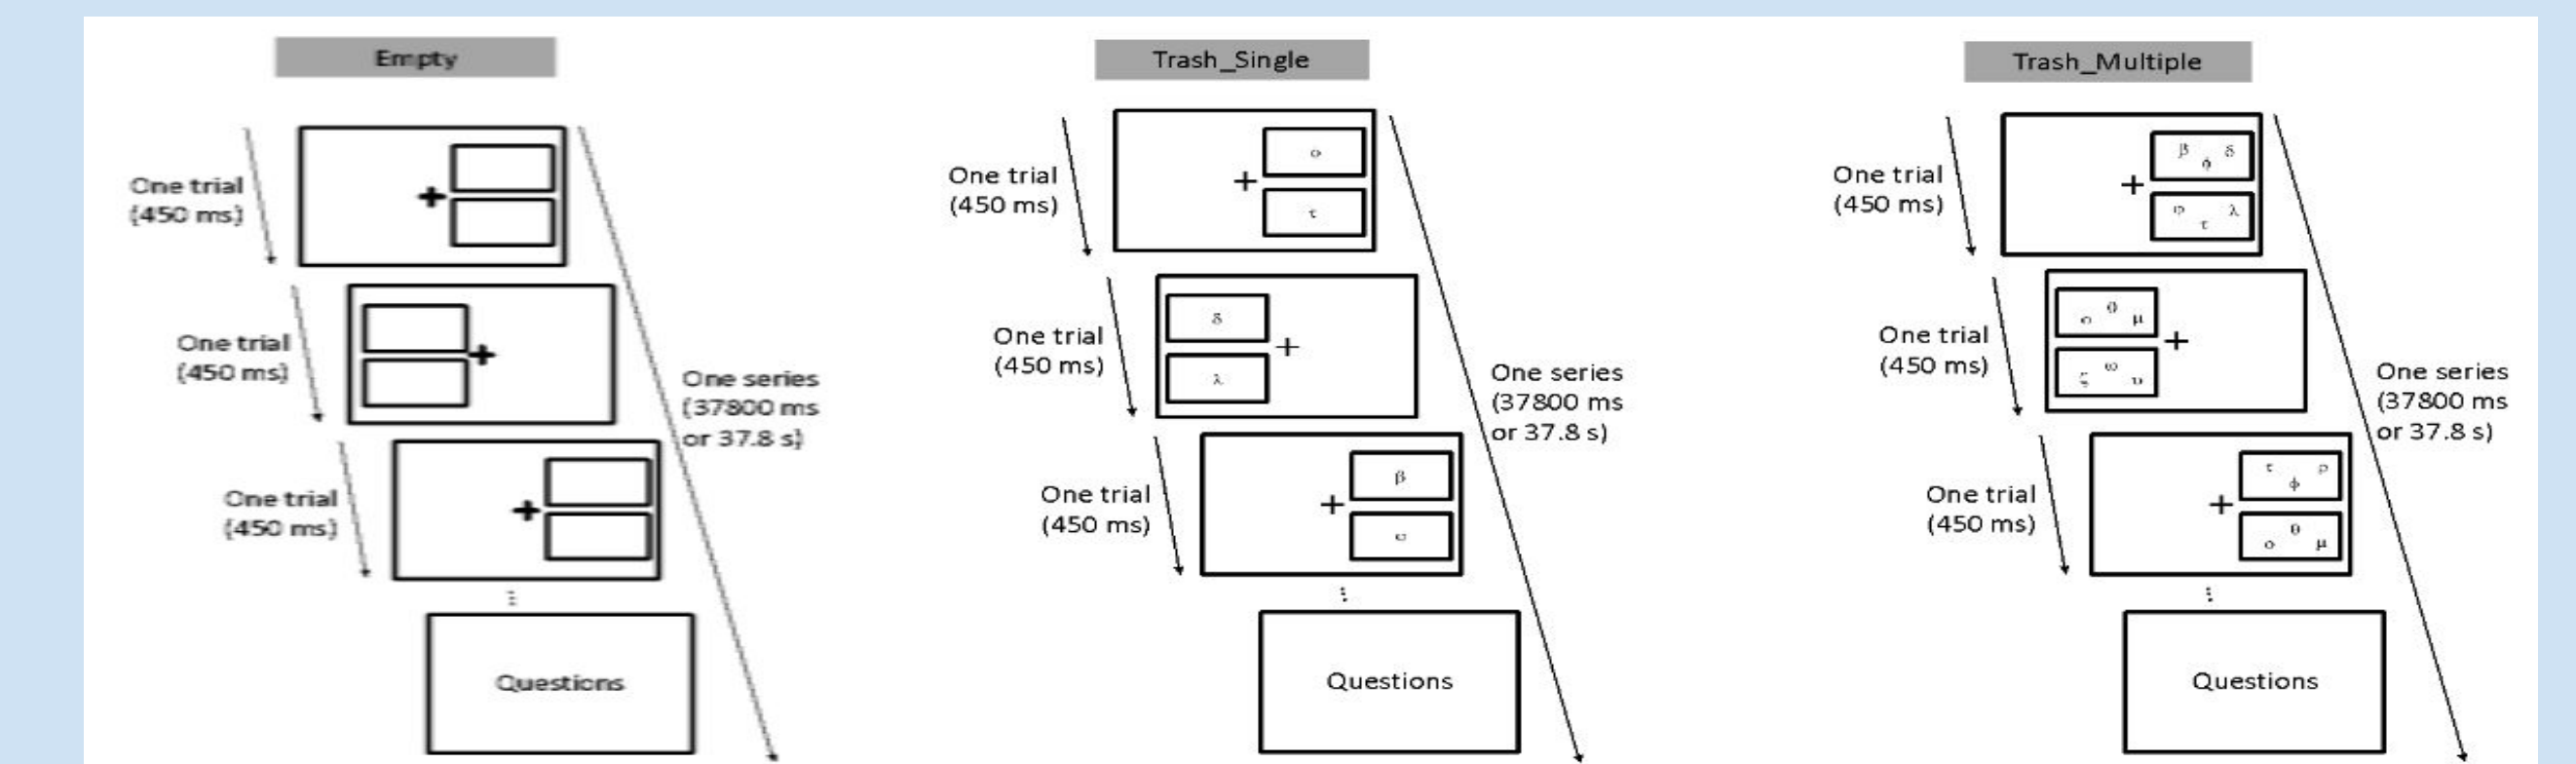 Empty
One trial
(450 ms)
One trial
(450 ms)
One trial
(450 ms)
One series
(37800 ms
or 37.8 s)
⋮
Questions
Trash_Single
One trial
(450 ms)
+
ο
τ
One trial
(450 ms)
δ
λ
+
One trial
(450 ms)
+
β
One series
(37800 ms
or 37.8 s)
⋮
Questions
Trash_Multiple
One trial
(450 ms)
+
β ϕ δ
φ τ λ
One trial
(450 ms)
ο θ μ
ζ ω υ
+
One trial
(450 ms)
+
τ ϕ ρ
ο θ μ
One series
(37800 ms
or 37.8 s)
⋮
Questions